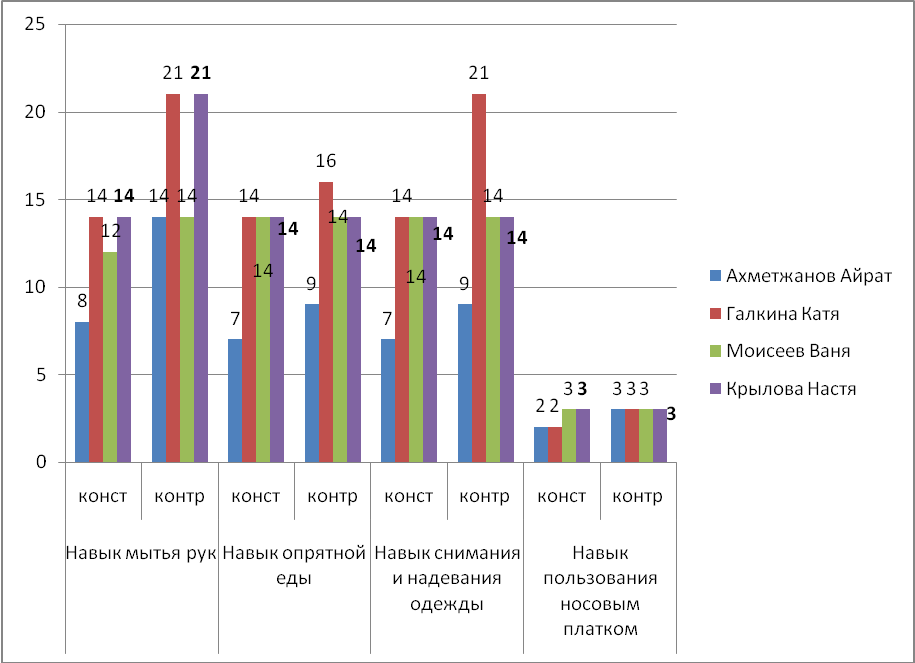 25
20
15
10
5
0
8 14 12 14
14 21 14 21
7 14 14 14
9 16 14 14
7 14 14 14
9 21 14 14
2 2 3 3
3 3 3 3
конст контр конст контр конст контр конст контр
Навык мытья рук
Навык опрятной
еды
Навык снимания
и надевания
одежды
Навык
пользования
носовым
платком
Ахметжанов Айрат
Галкина Катя
Моисеев Ваня
Крылова Настя